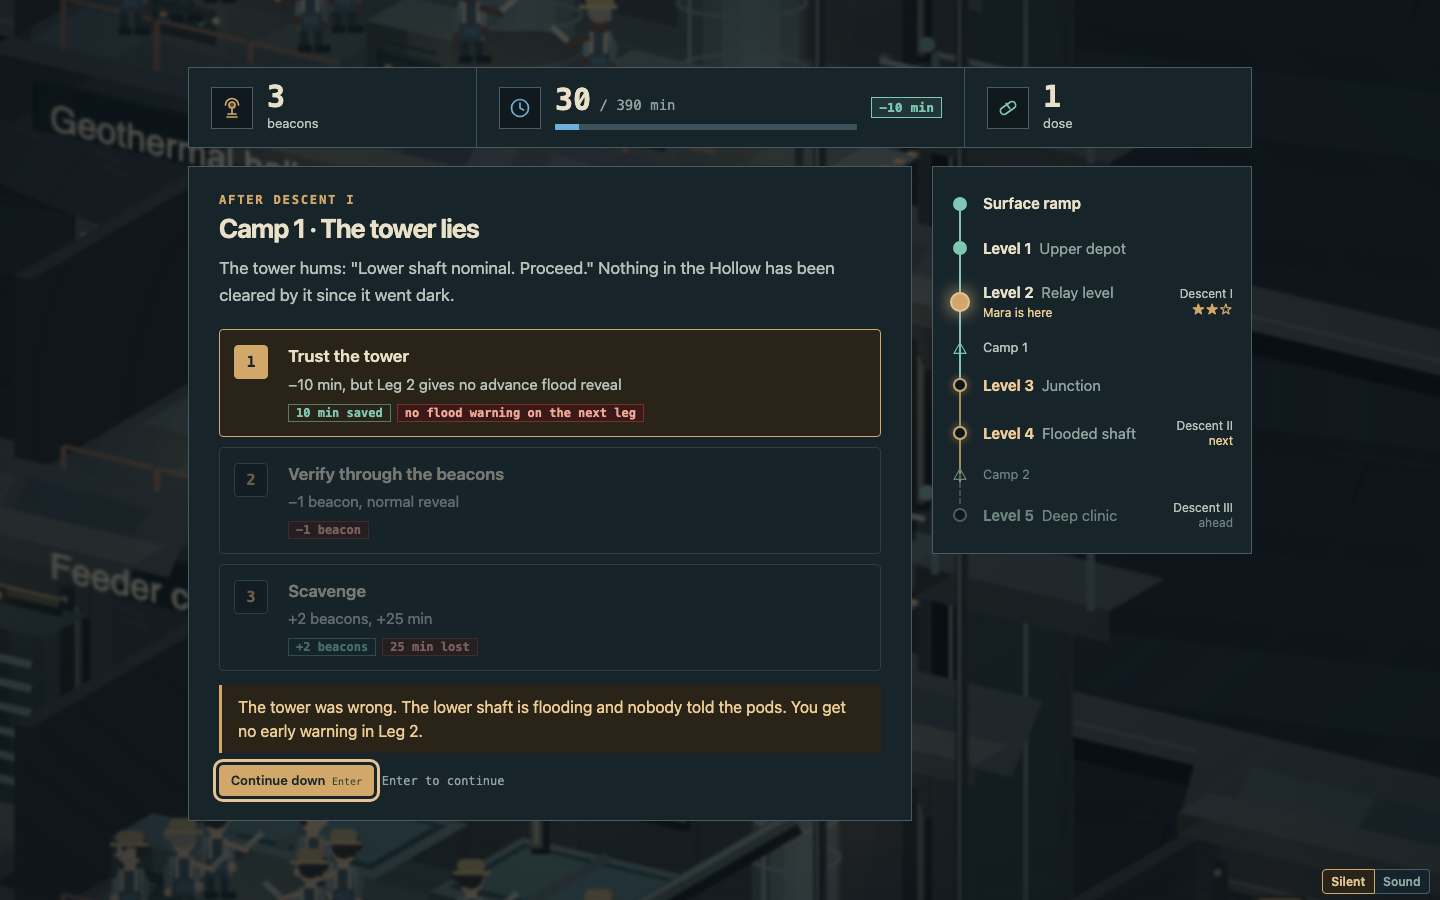 3
beacons
30 / 390 min
−10 min
1
dose
Geothermal
Feeder
AFTER DESCENT I
Camp 1 · The tower lies
The tower hums: "Lower shaft nominal. Proceed." Nothing in the Hollow has been
cleared by it since it went dark.
1
Trust the tower
−10 min, but Leg 2 gives no advance flood reveal
10 min saved
no flood warning on the next leg
2
Verify through the beacons
−1 beacon, normal reveal
−1 beacon
3
Scavenge
+2 beacons, +25 min
+2 beacons
25 min lost
The tower was wrong. The lower shaft is flooding and nobody told the pods. You get
no early warning in Leg 2.
Continue down Enter
Enter to continue
Surface ramp
Level 1 Upper depot
Level 2 Relay level
Mara is here
Descent I
Camp 1
Level 3 Junction
Level 4 Flooded shaft
Descent II
next
Camp 2
Level 5 Deep clinic
Descent III
ahead
Silent
Sound